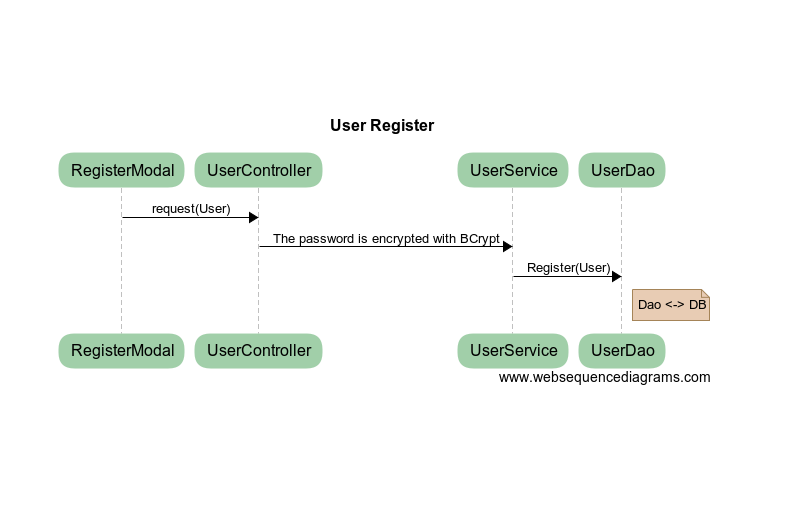 User Register
RegisterModal
UserController
UserService
UserDao
request(User)
The password is encrypted with BCrypt
Register(User)
Dao <-> DB
RegisterModal
UserController
UserService
UserDao
www.websequencediagrams.com